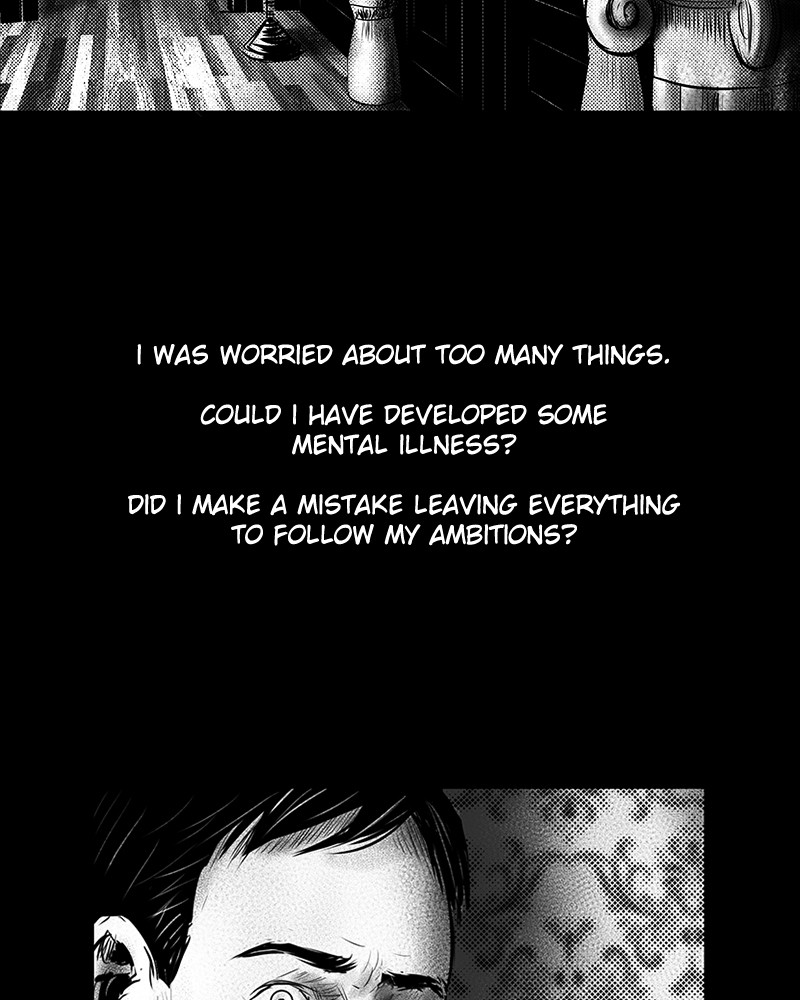 I WAS WORRIED ABOUT TOO MANY THINGS.
COULD I HAVE DEVELOPED SOME
MENTAL ILLNESS?
DID I MAKE A MISTAKE LEAVING EVERYTHING
TO FOLLOW MY AMBITIONS?